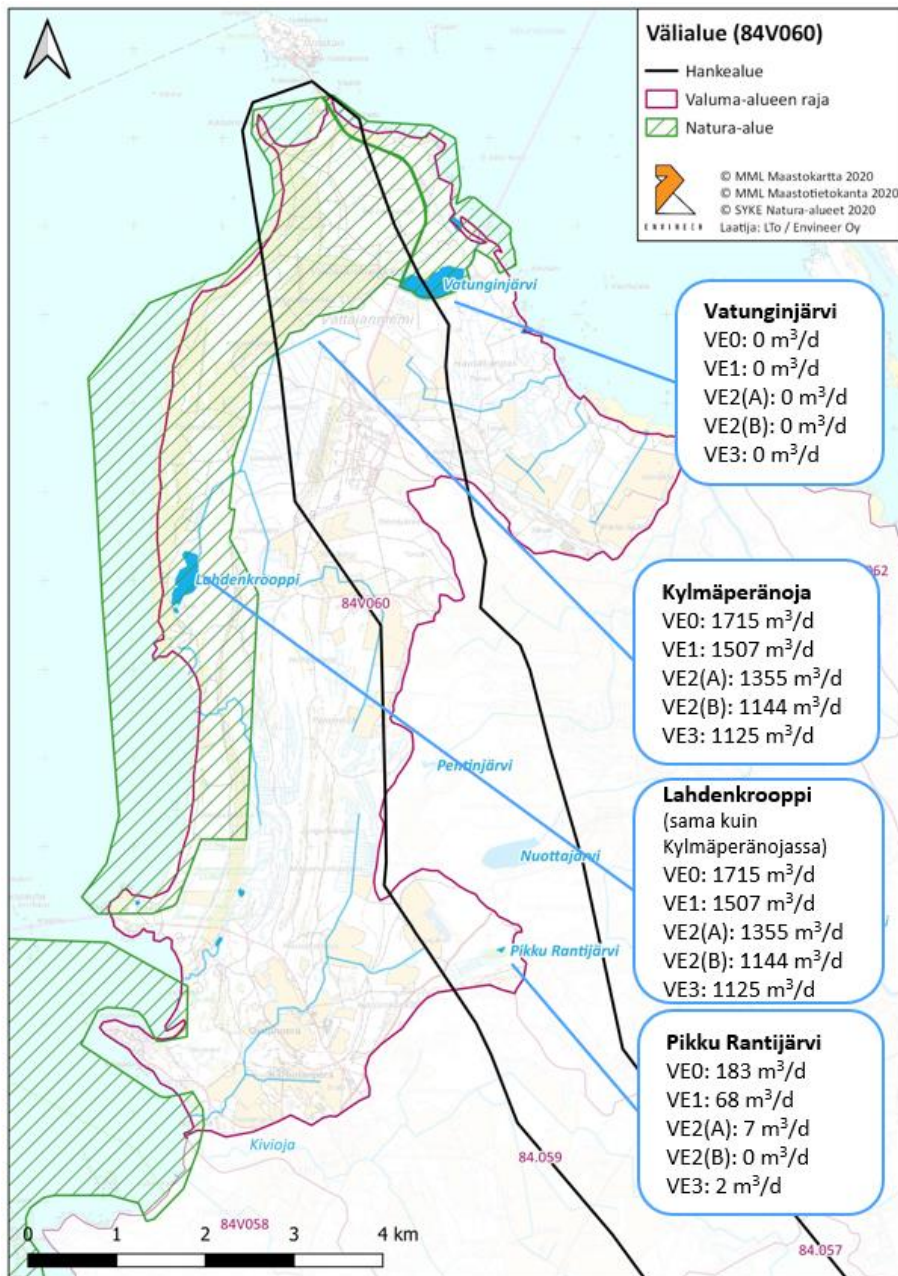 Välialue (84V060)
Hankealue
Valuma-alueen raja
Natura-alue
© MML Maastokartta 2020
© MML Maastotietokanta 2020
© SYKE Natura-alueet 2020
Laatija: LTo / Envineer Oy
ENVINEER
Vatunginjärvi
Vattajanniemi
Vatunginjärvi
VE0: 0 m³/d
VE1: 0 m³/d
VE2(A): 0 m³/d
VE2(B): 0 m³/d
VE3: 0 m³/d
Lahdenkrooppi
84V060
Kylmäperänoja
VE0: 1715 m³/d
VE1: 1507 m³/d
VE2(A): 1355 m³/d
VE2(B): 1144 m³/d
VE3: 1125 m³/d
Pehtinjärvi
Nuottajärvi
Lahdenkrooppi
(sama kuin
Kylmäperänojassa)
VE0: 1715 m³/d
VE1: 1507 m³/d
VE2(A): 1355 m³/d
VE2(B): 1144 m³/d
VE3: 1125 m³/d
Pikku Rantijärvi
Pikku Rantijärvi
VE0: 183 m³/d
VE1: 68 m³/d
VE2(A): 7 m³/d
VE2(B): 0 m³/d
VE3: 2 m³/d
Kivioja
84.059
84V058
84.057
0 1 2 3 4 km